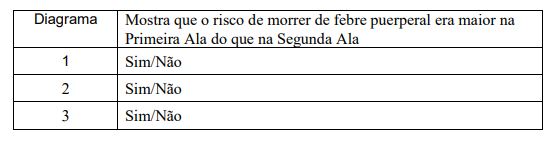 Diagrama
Mostra que o risco de morrer de febre puerperal era maior na
Primeira Ala do que na Segunda Ala
1 Sim/Não
2 Sim/Não
3 Sim/Não